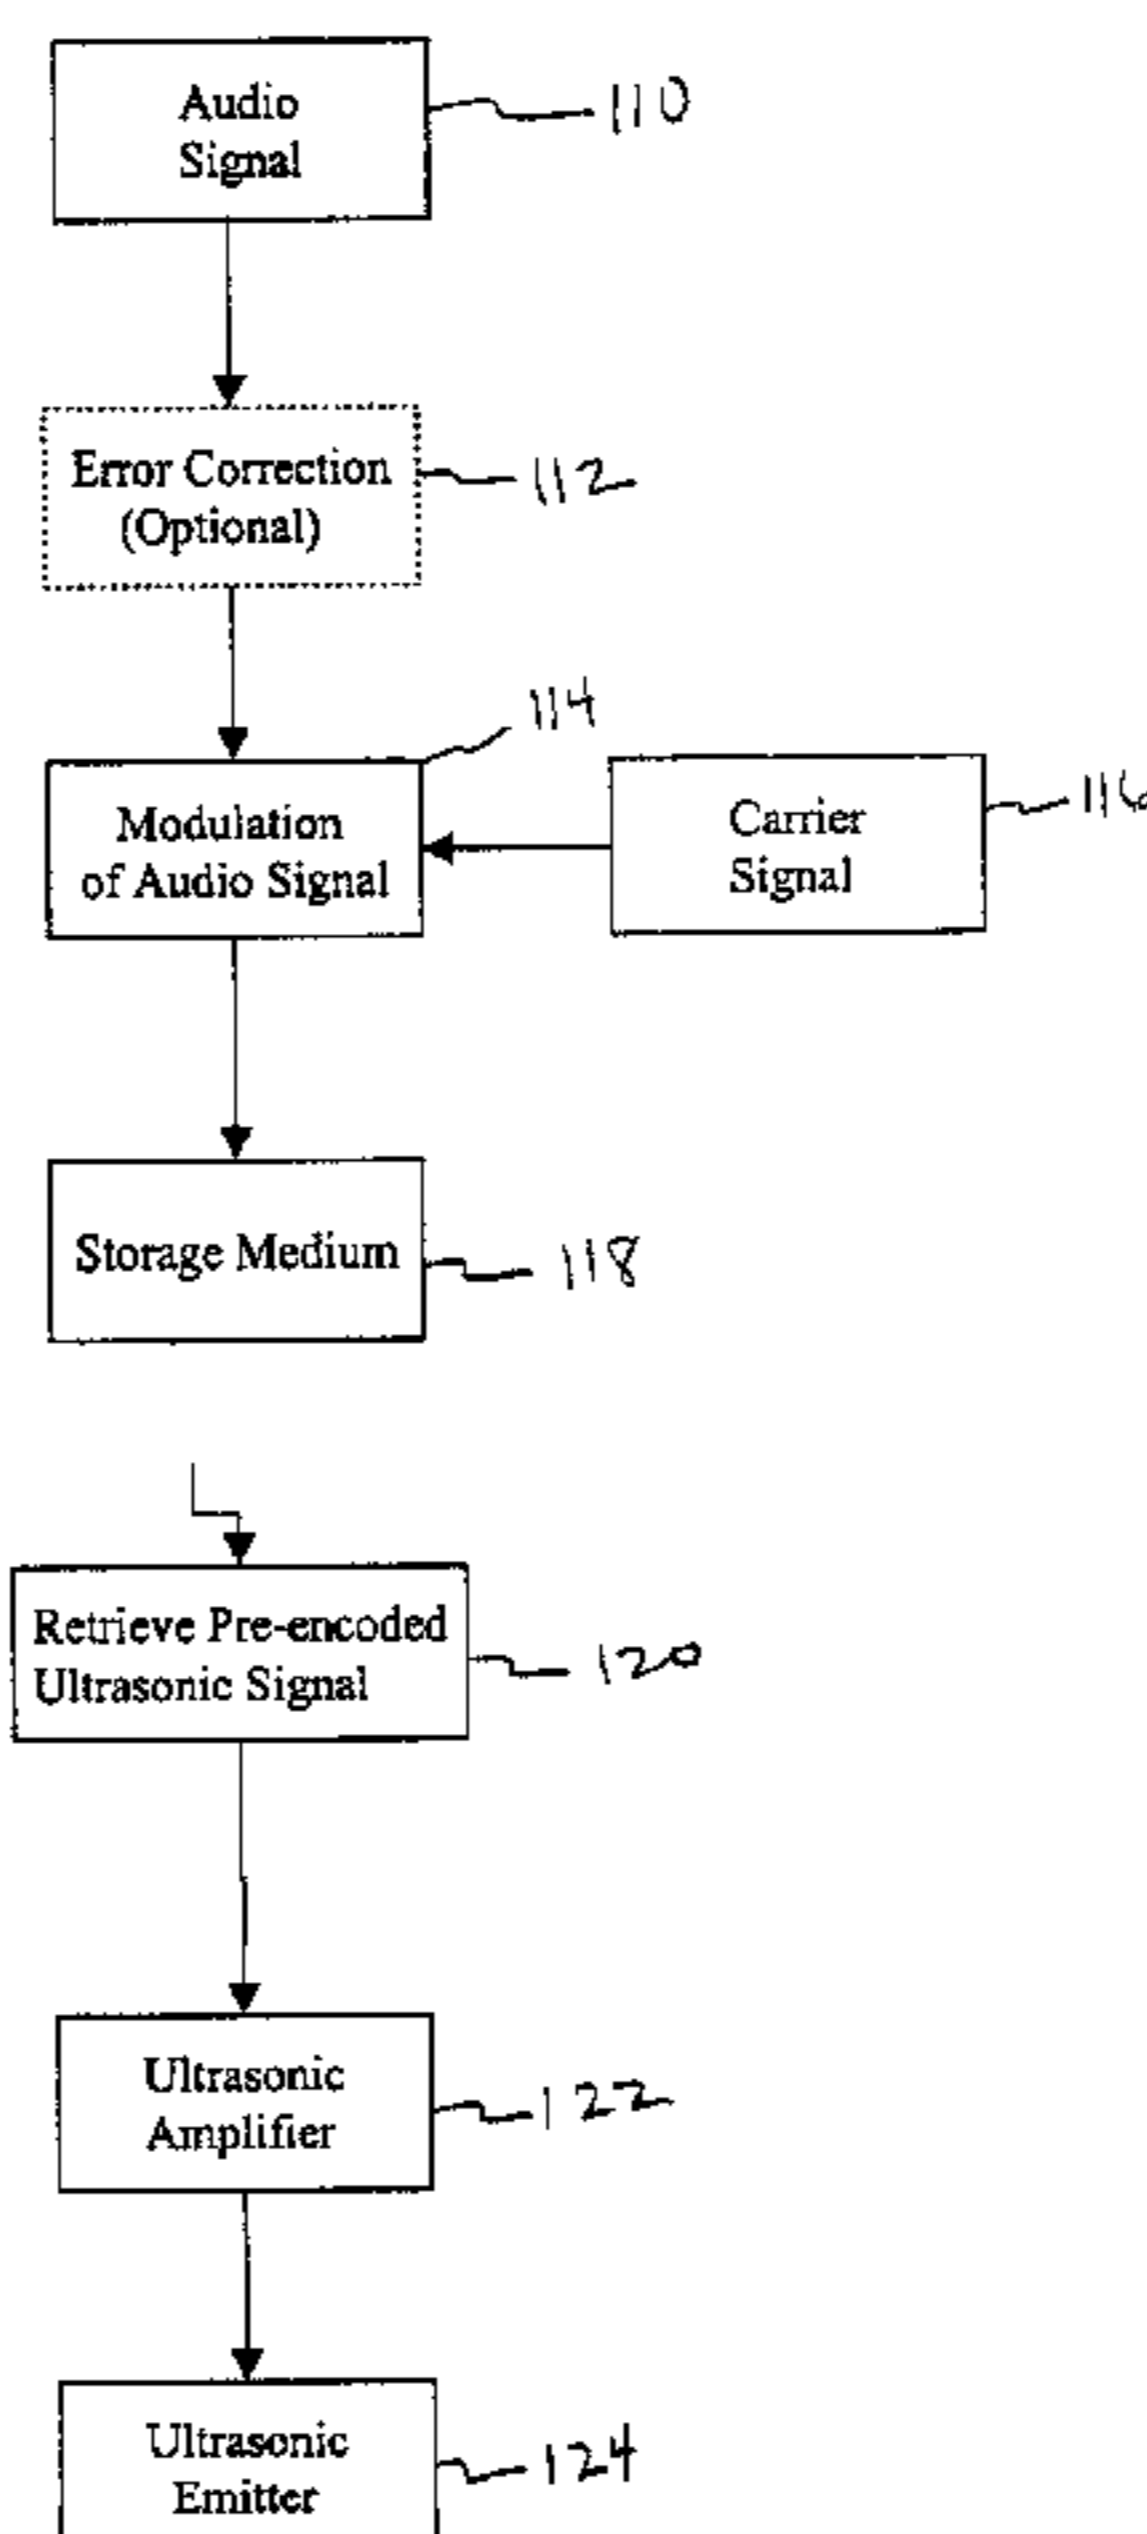 Audio
Signal
110
Error Correction
(Optional)
112
114
Modulation
of Audio Signal
Carrier
Signal
116
Storage Medium
118
Retrieve Pre-encoded
Ultrasonic Signal
120
Ultrasonic
Amplifier
122
Ultrasonic
Emitter
124